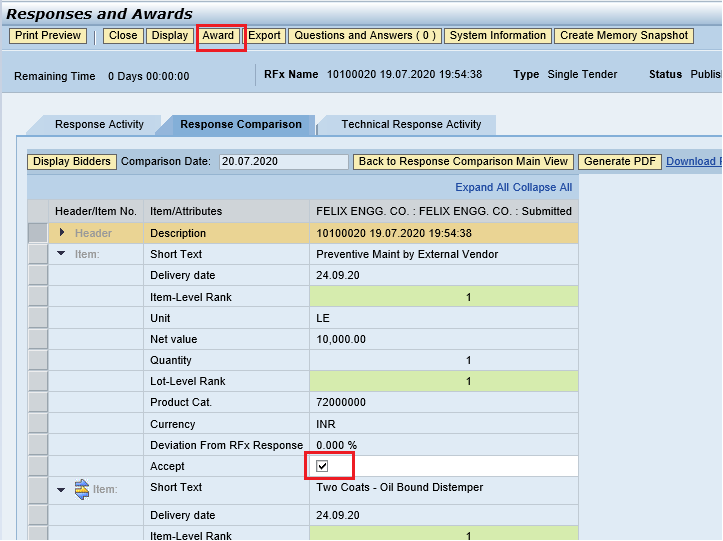 Responses and Awards
Print Preview Close Display Award Export Questions and Answers ( 0 ) System Information Create Memory Snapshot
Remaining Time 0 Days 00:00:00 RFx Name 10100020 19.07.2020 19:54:38 Type Single Tender Status
Response Activity Response Comparison Technical Response Activity
Display Bidders Comparison Date: 20.07.2020 Back to Response Comparison Main View Generate PDF Download
Expand All Collapse All
Header/Item No. Item/Attributes FELIX ENGG. CO. : FELIX ENGG. CO. : Submitted
Header Description 10100020 19.07.2020 19:54:38
Item: Short Text Preventive Maint by External Vendor
Delivery date 24.09.20
Item-Level Rank 1
Unit LE
Net value 10,000.00
Quantity 1
Lot-Level Rank 1
Product Cat. 72000000
Currency INR
Deviation From RFx Response 0.000 %
Accept
Item: Short Text Two Coats - Oil Bound Distemper
Delivery date 24.09.20
Item-Level Rank 1